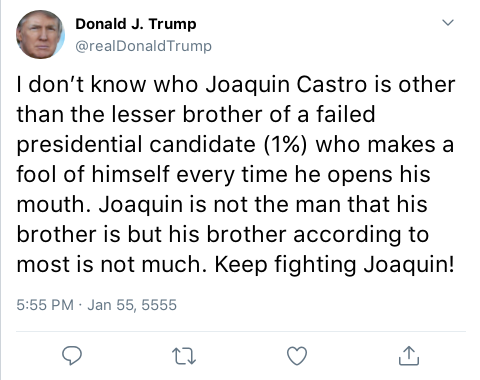 Donald J. Trump
@realDonaldTrump
I don’t know who Joaquin Castro is other
than the lesser brother of a failed
presidential candidate (1%) who makes a
fool of himself every time he opens his
mouth. Joaquin is not the man that his
brother is but his brother according to
most is not much. Keep fighting Joaquin!
5:55 PM · Jan 55, 5555